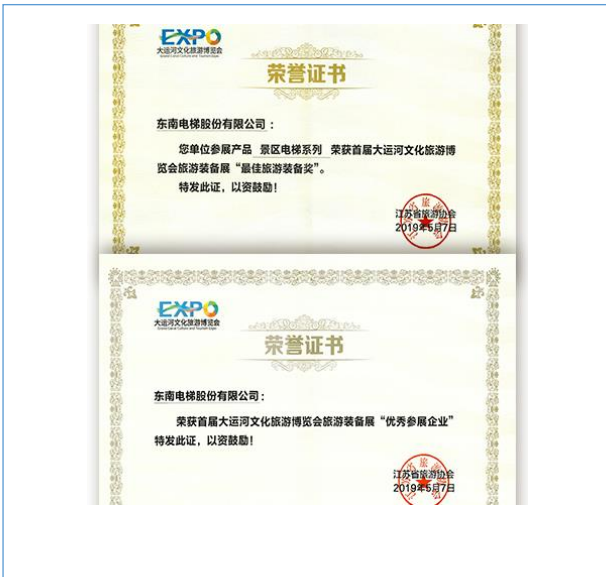 EXPO
大运河文化旅游博览会
荣誉证书
东南电梯股份有限公司：
您单位参展产品 景区电梯系列 荣获首届大运河文化旅游博
览会旅游装备展“最佳旅游装备奖”。
特发此证，以资鼓励！
江苏省旅游协会
2019年5月7日
EXPO
大运河文化旅游博览会
荣誉证书
东南电梯股份有限公司：
荣获首届大运河文化旅游博览会旅游装备展“优秀参展企业”
特发此证，以资鼓励！
江苏省旅游协会
2019年5月7日